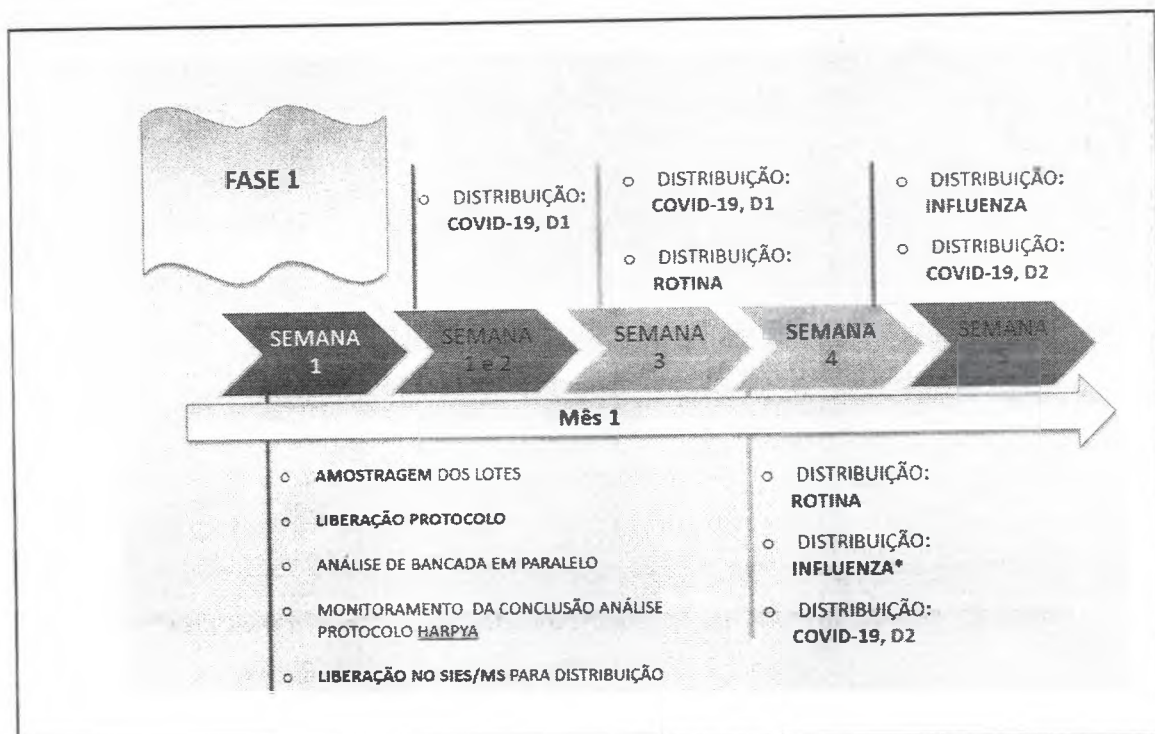 FASE 1
○ DISTRIBUIÇÃO:
COVID-19, D1
○ DISTRIBUIÇÃO:
COVID-19, D1
○ DISTRIBUIÇÃO:
ROTINA
○ DISTRIBUIÇÃO:
INFLUENZA
○ DISTRIBUIÇÃO:
COVID-19, D2
SEMANA
1
SEMANA
1 e 2
SEMANA
3
SEMANA
4
SEMANA
5
Mês 1
○ AMOSTRAGEM DOS LOTES
○ LIBERAÇÃO PROTOCOLO
○ ANÁLISE DE BANCADA EM PARALELO
○ MONITORAMENTO DA CONCLUSÃO ANÁLISE
PROTOCOLO HARPYA
○ LIBERAÇÃO NO SIES/MS PARA DISTRIBUIÇÃO
○ DISTRIBUIÇÃO:
ROTINA
○ DISTRIBUIÇÃO:
INFLUENZA*
○ DISTRIBUIÇÃO:
COVID-19, D2